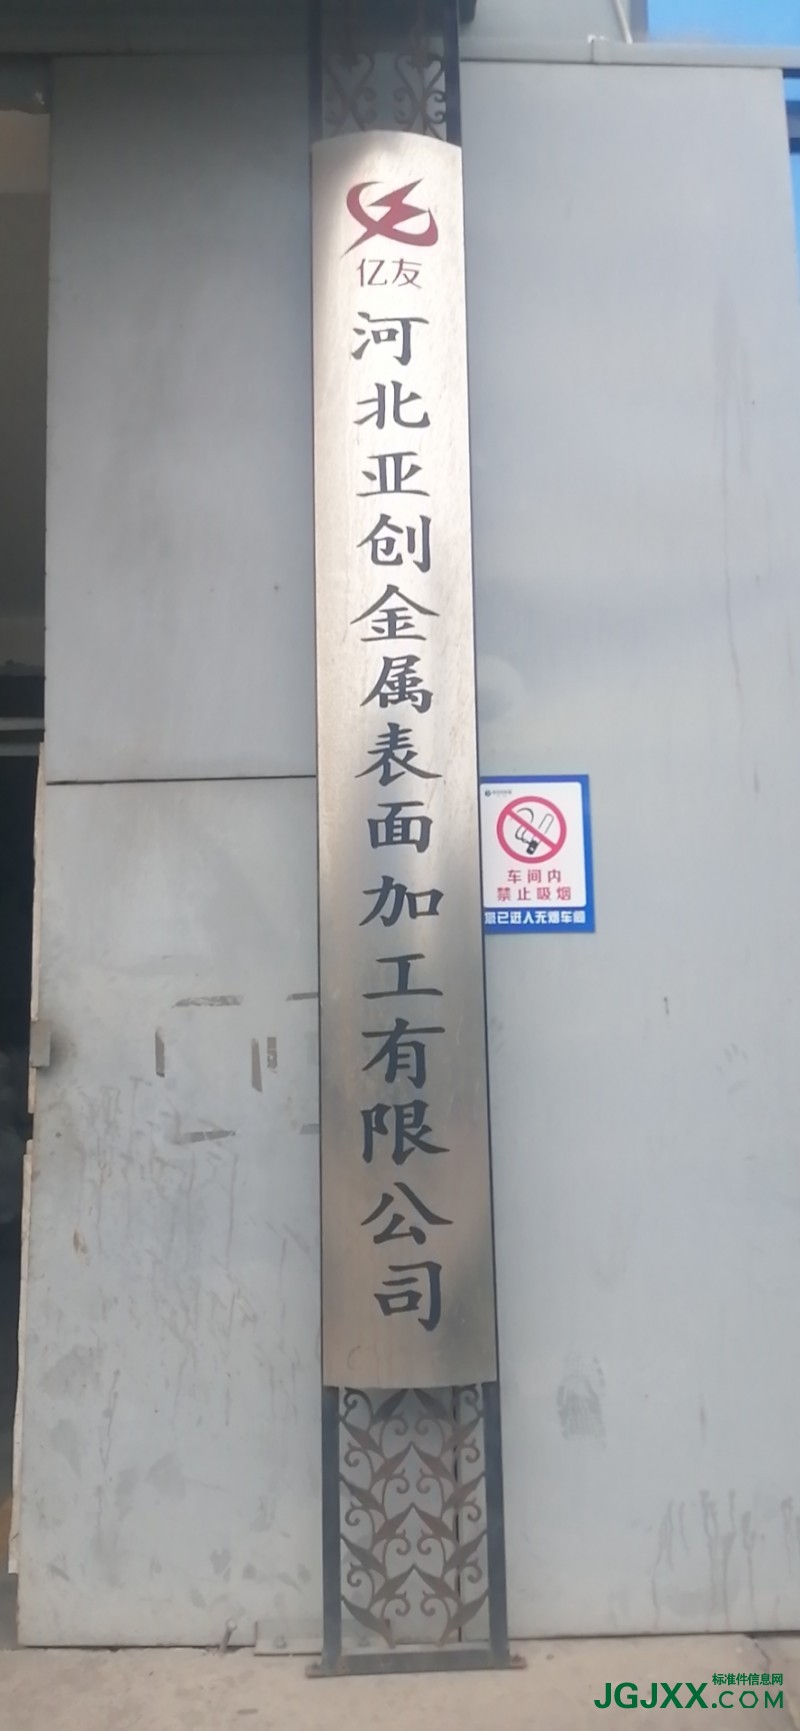 亿友
河北亚创金属表面加工有限公司
车间内
禁止吸烟
您已进入无烟车间
标准件信息网
JGJXX.COM